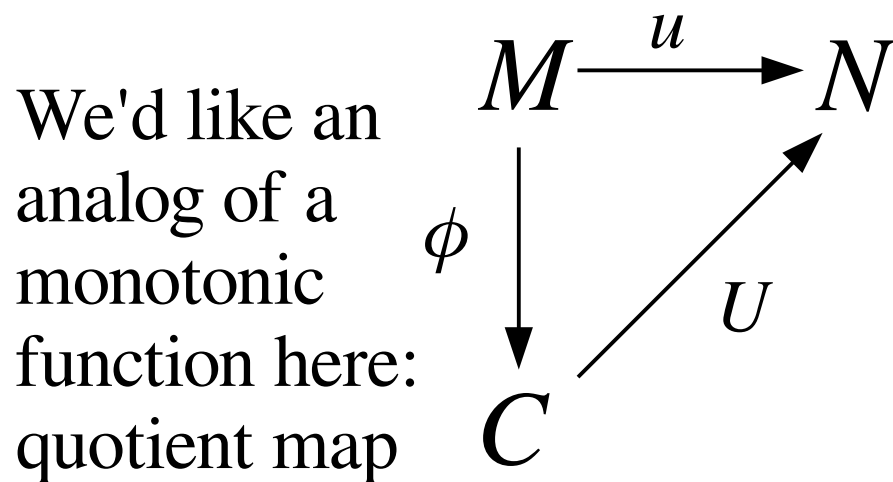 u
M N
We'd like an
analog of a
monotonic
function here:
quotient map
ϕ
U
C